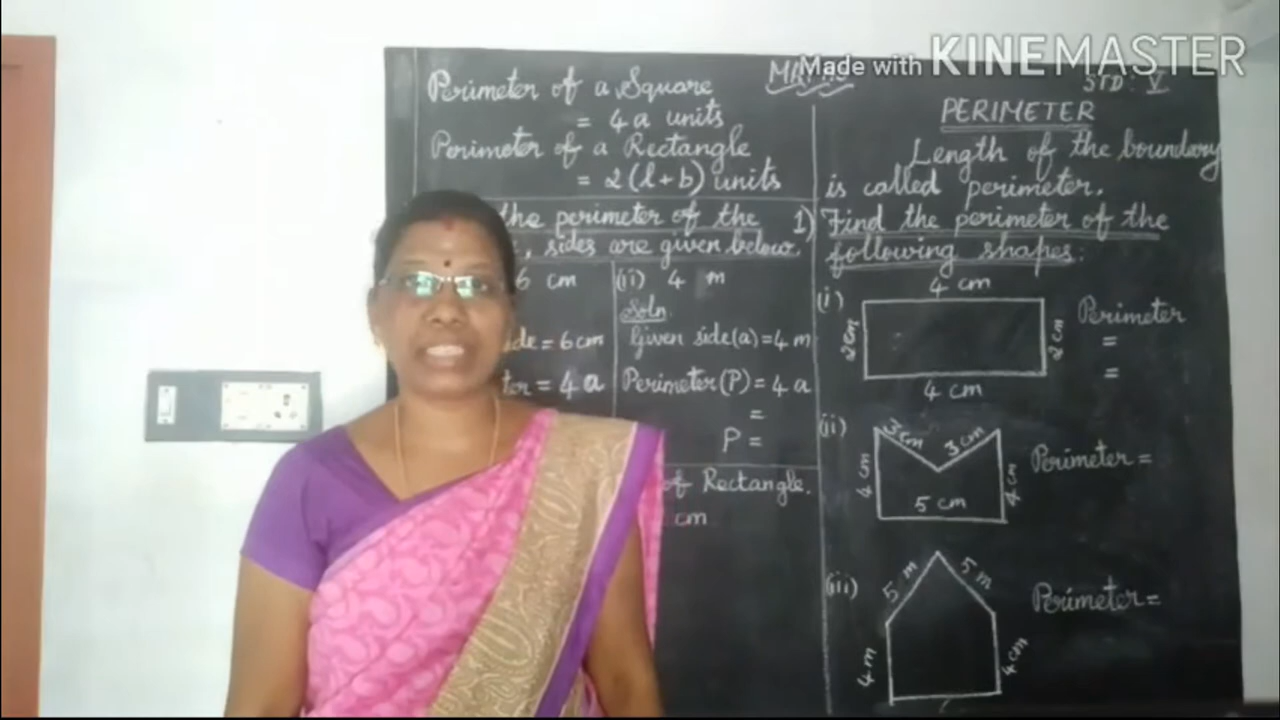 Made with KINEMASTER
Perimeter of a Square
= 4 a units
Perimeter of a Rectangle
= 2 (l + b) units
the perimeter of the
, sides are given below.
6 cm
ide = 6 cm
ter = 4 a
(ii) 4 m
Soln
Given side (a) = 4 m
Perimeter (P) = 4 a
=
P =
of Rectangle.
cm
STD: V
PERIMETER
Length of the boundary
is called perimeter.
1) Find the perimeter of the
following shapes:
(i)
4 cm
2 cm
2 cm
4 cm
Perimeter
=
=
(ii)
3 cm
3 cm
4 cm
4 cm
5 cm
Perimeter =
(iii)
5 m
5 m
4 m
4 cm
Perimeter =